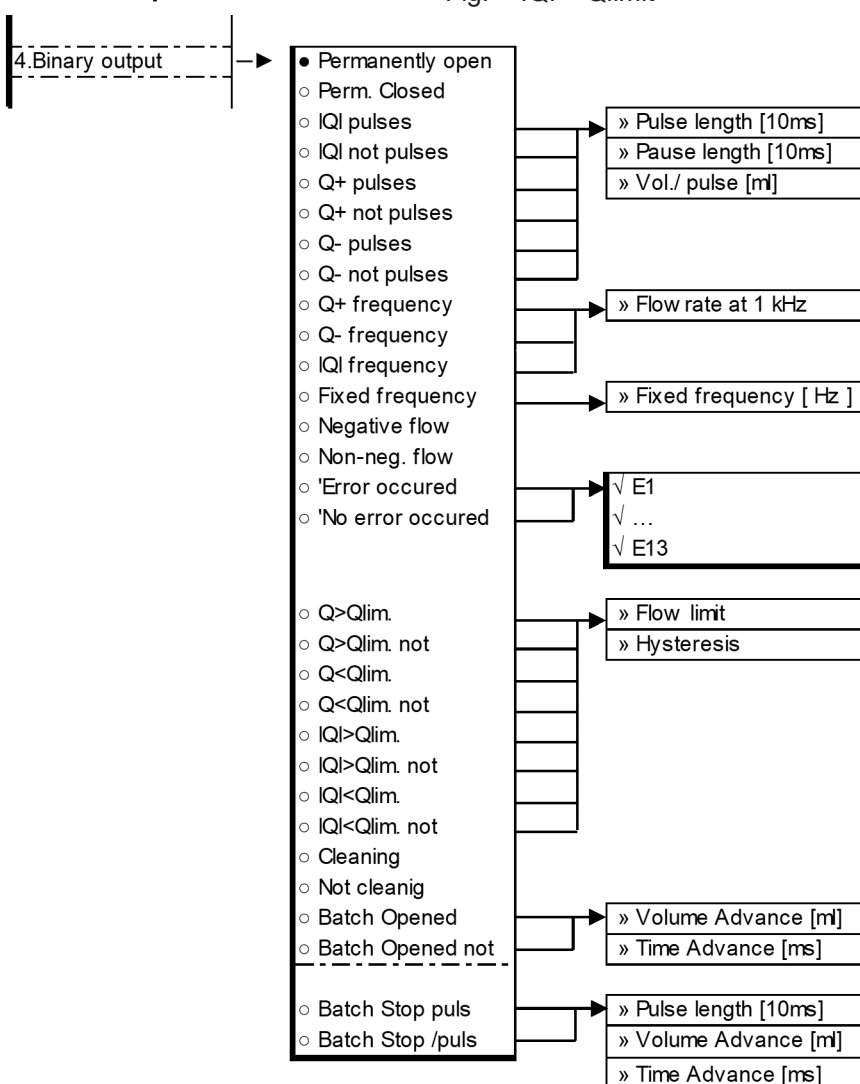 4.Binary output
● Permanently open
○ Perm. Closed
○ IQI pulses
○ IQI not pulses
○ Q+ pulses
○ Q+ not pulses
○ Q- pulses
○ Q- not pulses
○ Q+ frequency
○ Q- frequency
○ IQI frequency
○ Fixed frequency
○ Negative flow
○ Non-neg. flow
○ 'Error occured
○ 'No error occured
○ Q>Qlim.
○ Q>Qlim. not
○ Q<Qlim.
○ Q<Qlim. not
○ IQI>Qlim.
○ IQI>Qlim. not
○ IQI<Qlim.
○ IQI<Qlim. not
○ Cleaning
○ Not cleanig
○ Batch Opened
○ Batch Opened not
○ Batch Stop puls
○ Batch Stop /puls
» Pulse length [10ms]
» Pause length [10ms]
» Vol./ pulse [ml]
» Flow rate at 1 kHz
» Fixed frequency [ Hz ]
√ E1
√ ...
√ E13
» Flow limit
» Hysteresis
» Volume Advance [ml]
» Time Advance [ms]
» Pulse length [10ms]
» Volume Advance [ml]
» Time Advance [ms]